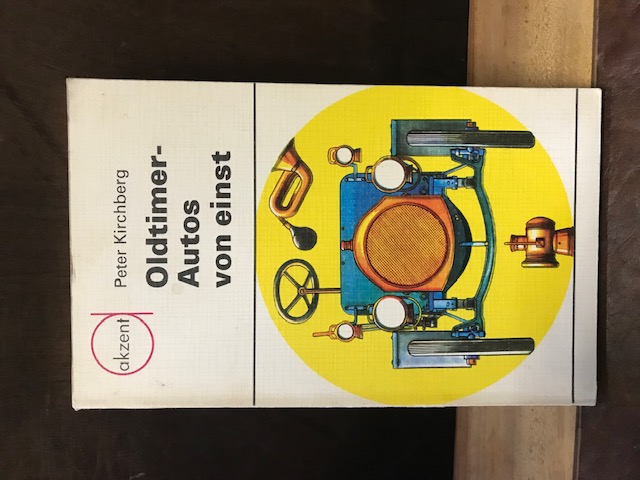 akzent
Peter Kirchberg
Oldtimer-
Autos
von einst